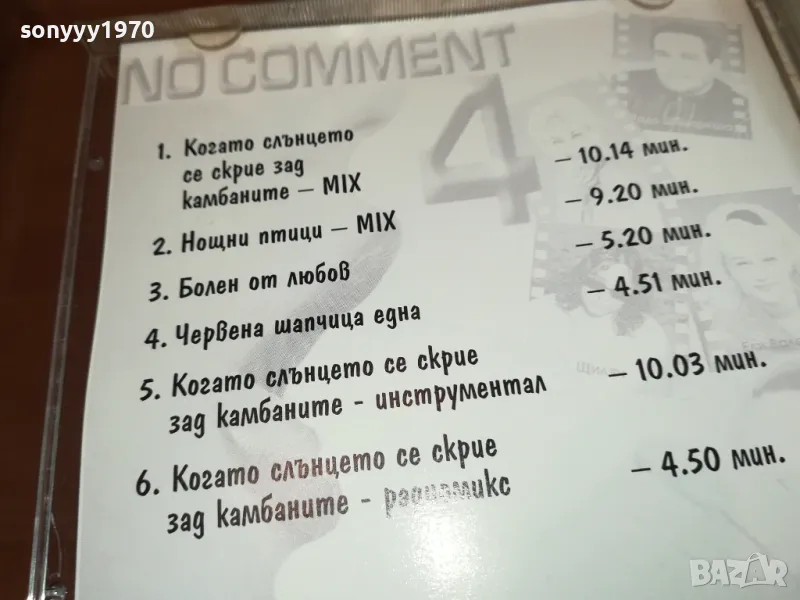 sonyyy1970
NO COMMENT
4
1. Когато слънцето
се скрие зад
камбаните – MIX – 10.14 мин.
2. Нощни птици – MIX – 9.20 мин.
3. Болен от любов – 5.20 мин.
4. Червена шапчица една – 4.51 мин.
5. Когато слънцето се скрие
зад камбаните - инструментал – 10.03 мин.
6. Когато слънцето се скрие
зад камбаните - радиомикс – 4.50 мин.
BAZAR